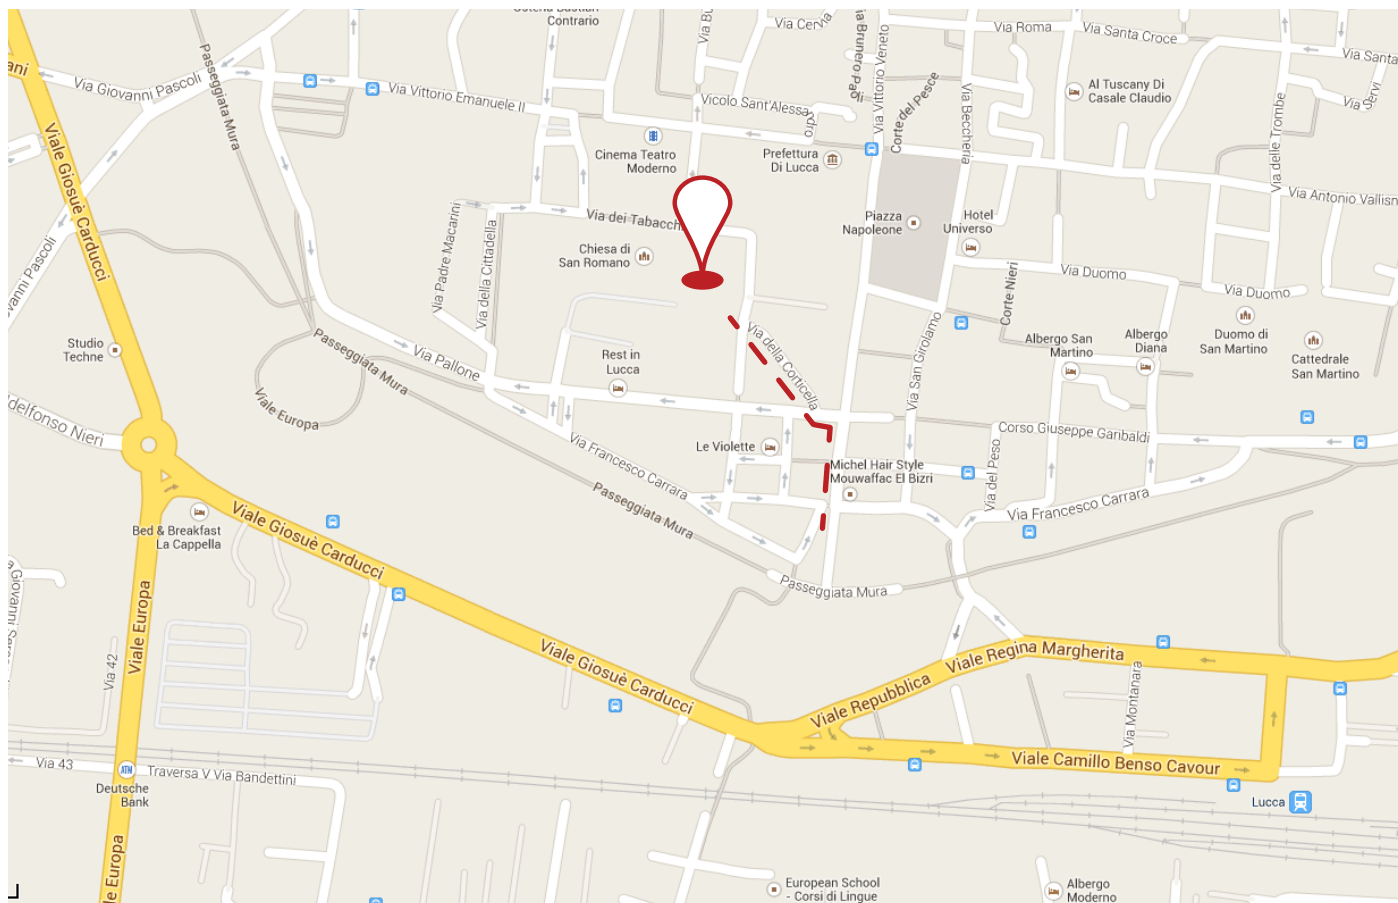 Contrario
Via Roma
Via Santa Croce
Via Vittorio Veneto
Via Giovanni Pascoli
Passeggiata Mura
Via Vittorio Emanuele II
Vicolo Sant'Alessandro
Corte del Pesce
Via Beccheria
Al Tuscany Di
Casale Claudio
Via Servi
Via delle Trombe
Viale Giosuè Carducci
Cinema Teatro
Moderno
Prefettura
Di Lucca
Via Antonio Vallisn
Via dei Tabacch
Piazza
Napoleone
Hotel
Universo
Via Padre Macarini
Via della Cittadella
Chiesa di
San Romano
Via Duomo
Via Duomo
Corte Nieri
Studio
Techne
Passeggiata Mura
Via Pallone
Rest in
Lucca
Via della Corticella
Via San Girolamo
Albergo San
Martino
Albergo
Diana
Duomo di
San Martino
Cattedrale
San Martino
Viale Europa
ldefonso Nieri
Via Francesco Carrara
Le Violette
Corso Giuseppe Garibaldi
Via del Peso
Michel Hair Style
Mouwaffac El Bizri
Passeggiata Mura
Via Francesco Carrara
Bed & Breakfast
La Cappella
Viale Giosuè Carducci
Passeggiata Mura
Viale Europa
Via 42
Viale Giosuè Carducci
Viale Regina Margherita
Viale Repubblica
Via Montanara
Via 43
ATM
Traversa V Via Bandettini
Deutsche
Bank
Viale Camillo Benso Cavour
Lucca
le Europa
European School
- Corsi di Lingue
Albergo
Moderno